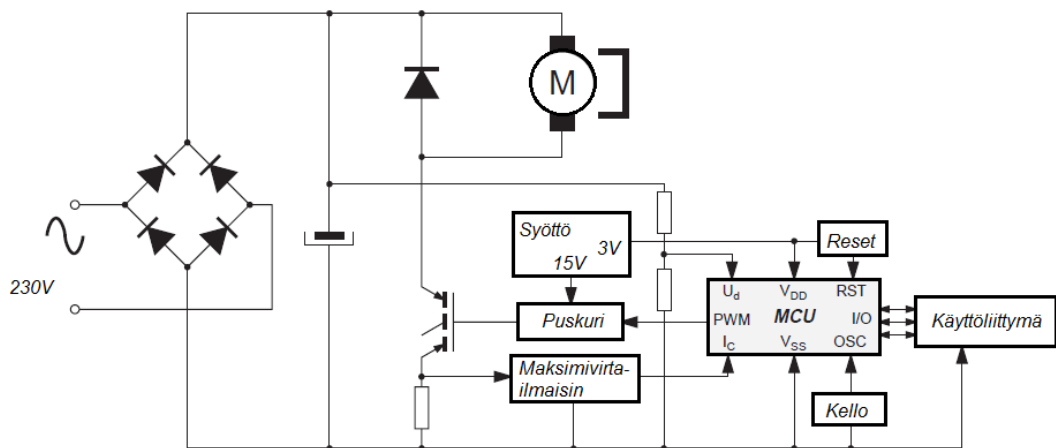 M
Syöttö
3V
15V
Reset
230V
U_d
V_DD
RST
Puskuri
PWM
MCU
I/O
Käyttöliittymä
I_C
V_SS
OSC
Maksimivirta-
ilmaisin
Kello